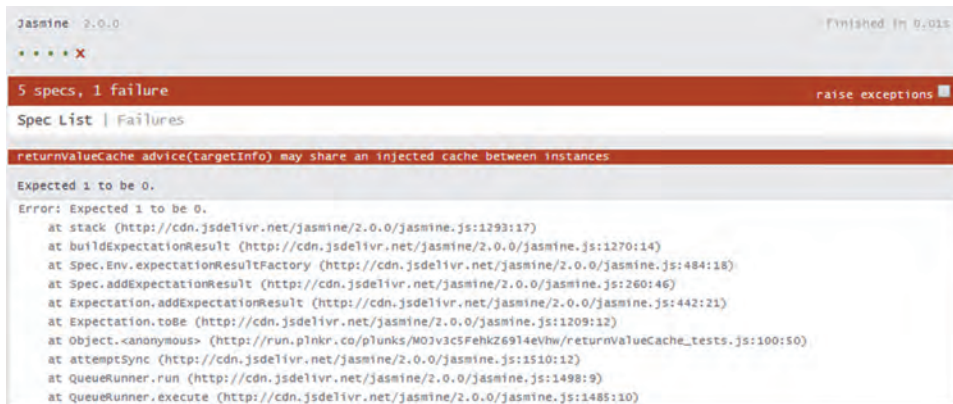 Jasmine 2.0.0
finished in 0.01s
• • • • x
5 specs, 1 failure
raise exceptions
Spec List | Failures
returnValueCache advice(targetInfo) may share an injected cache between instances
Expected 1 to be 0.
Error: Expected 1 to be 0.
at stack (http://cdn.jsdelivr.net/jasmine/2.0.0/jasmine.js:1293:17)
at buildExpectationResult (http://cdn.jsdelivr.net/jasmine/2.0.0/jasmine.js:1270:14)
at Spec.Env.expectationResultFactory (http://cdn.jsdelivr.net/jasmine/2.0.0/jasmine.js:484:18)
at Spec.addExpectationResult (http://cdn.jsdelivr.net/jasmine/2.0.0/jasmine.js:260:46)
at Expectation.addExpectationResult (http://cdn.jsdelivr.net/jasmine/2.0.0/jasmine.js:442:21)
at Expectation.toBe (http://cdn.jsdelivr.net/jasmine/2.0.0/jasmine.js:1209:12)
at Object.<anonymous> (http://run.plnkr.co/plunks/MOJv3c5FehkZ69l4eVhw/returnValueCache_tests.js:100:50)
at attemptSync (http://cdn.jsdelivr.net/jasmine/2.0.0/jasmine.js:1510:12)
at QueueRunner.run (http://cdn.jsdelivr.net/jasmine/2.0.0/jasmine.js:1498:9)
at QueueRunner.execute (http://cdn.jsdelivr.net/jasmine/2.0.0/jasmine.js:1485:10)